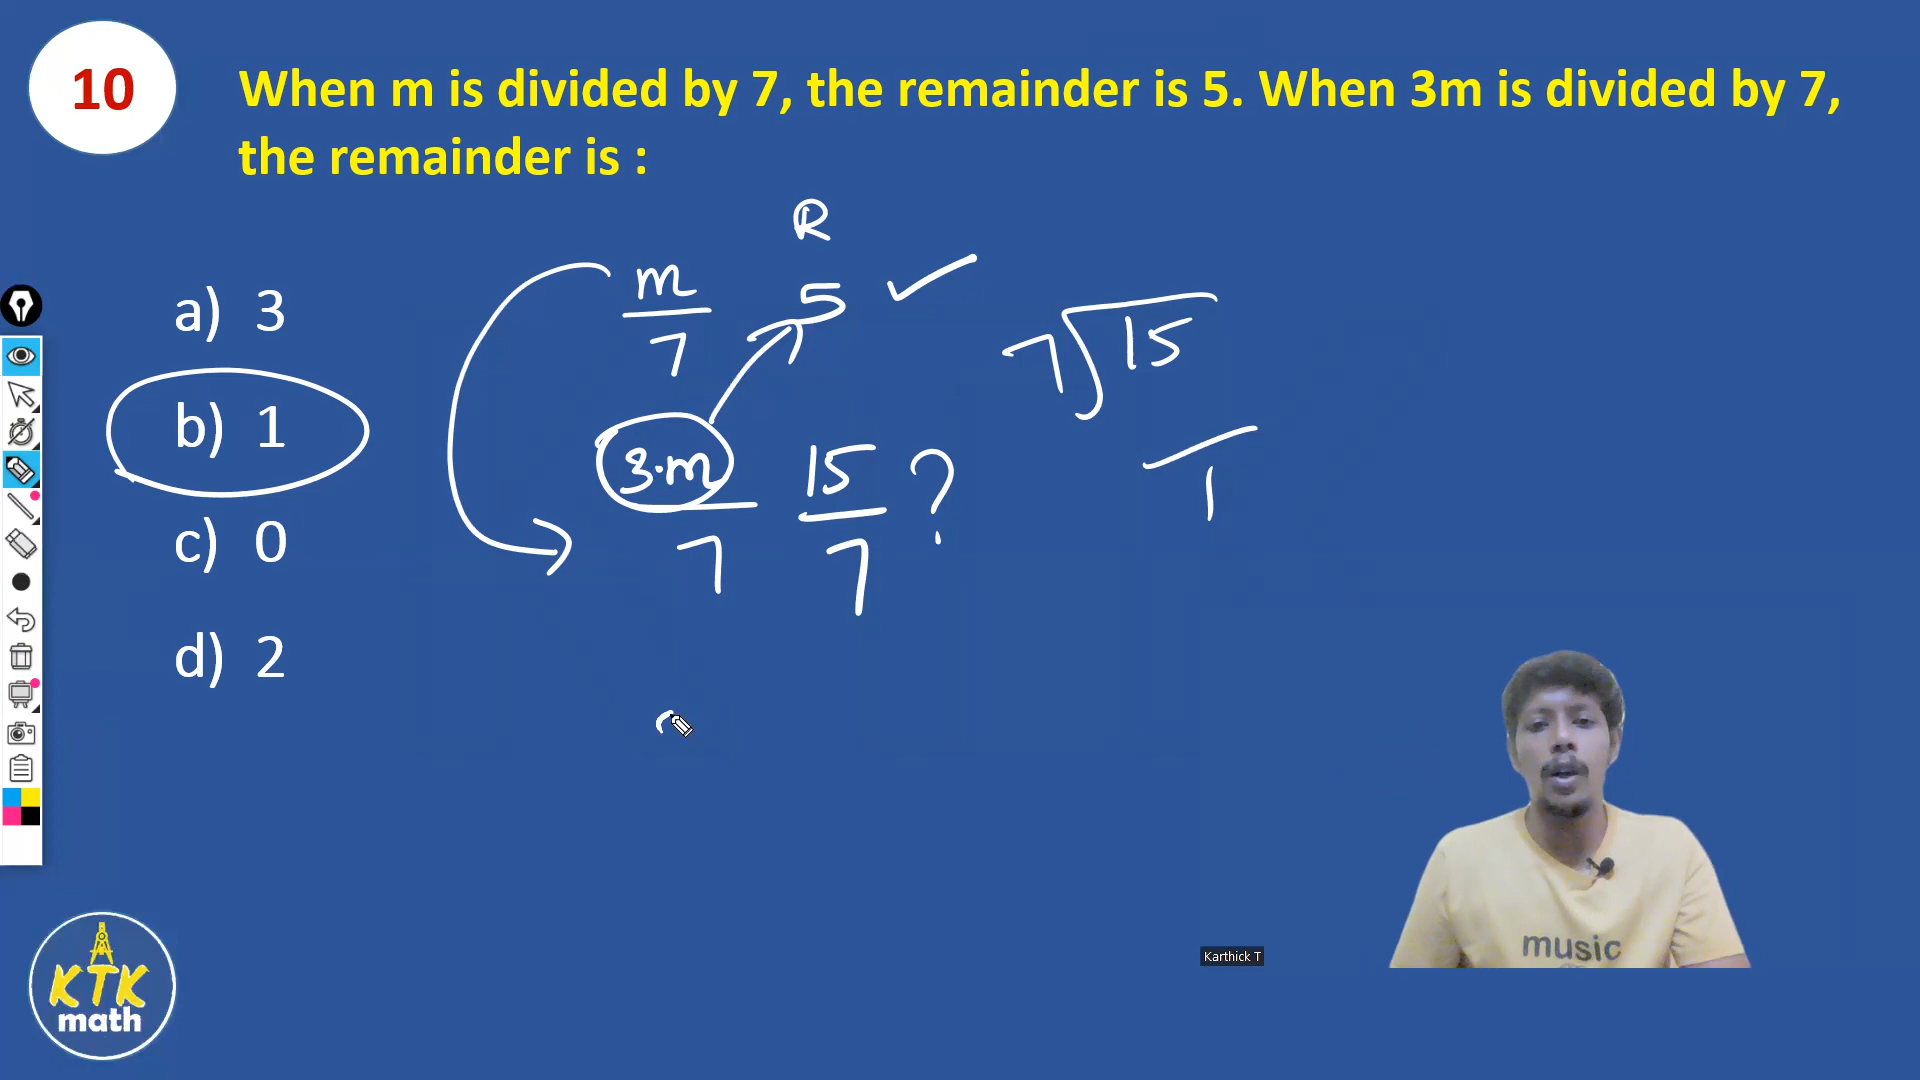 10
When m is divided by 7, the remainder is 5. When 3m is divided by 7,
the remainder is :
R
m/7 5
7 15
1
3·m/7 15/7 ?
a) 3
b) 1
c) 0
d) 2
music
Karthick T
KTK
math